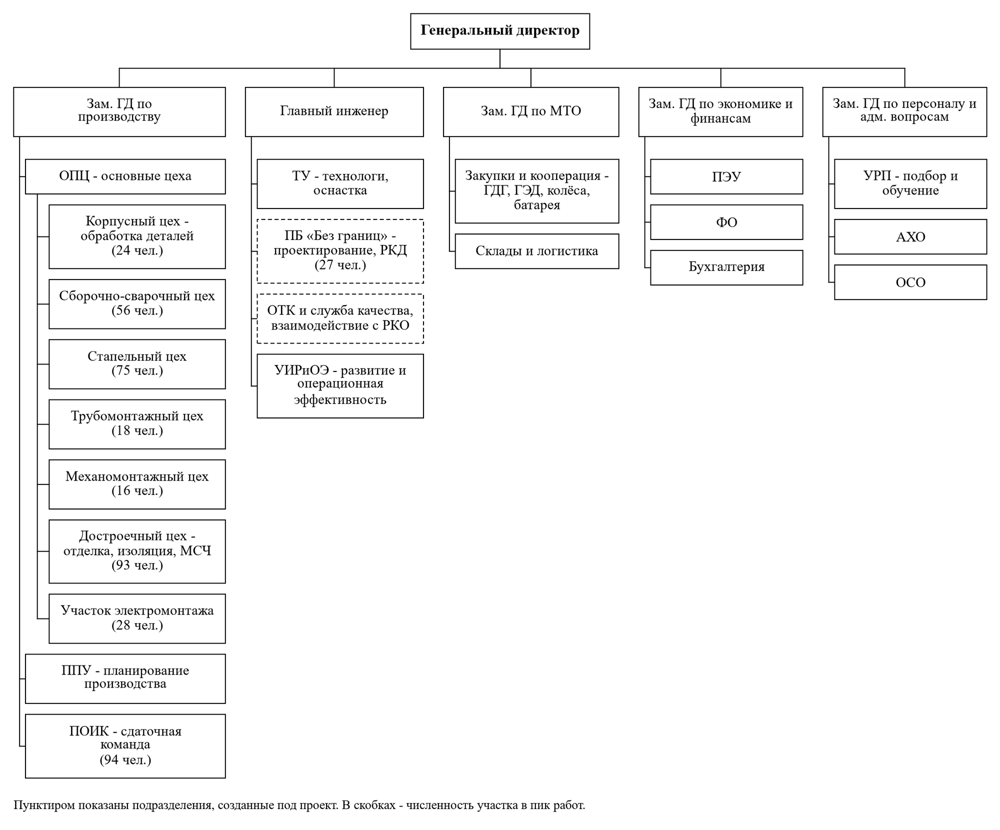 Генеральный директор
Зам. ГД по
производству
Главный инженер
Зам. ГД по МТО
Зам. ГД по экономике и
финансам
Зам. ГД по персоналу и
адм. вопросам
ОПЦ - основные цеха
Корпусный цех -
обработка деталей
(24 чел.)
Сборочно-сварочный цех
(56 чел.)
Стапельный цех
(75 чел.)
Трубомонтажный цех
(18 чел.)
Механомонтажный цех
(16 чел.)
Достроечный цех -
отделка, изоляция, МСЧ
(93 чел.)
Участок электромонтажа
(28 чел.)
ППУ - планирование
производства
ПОИК - сдаточная
команда
(94 чел.)
ТУ - технологи,
оснастка
ПБ «Без границ» -
проектирование, РКД
(27 чел.)
ОТК и служба качества,
взаимодействие с РКО
УИРиОЭ - развитие и
операционная
эффективность
Закупки и кооперация -
ГДГ, ГЭД, колёса,
батарея
Склады и логистика
ПЭУ
ФО
Бухгалтерия
УРП - подбор и
обучение
АХО
ОСО
Пунктиром показаны подразделения, созданные под проект. В скобках - численность участка в пик работ.